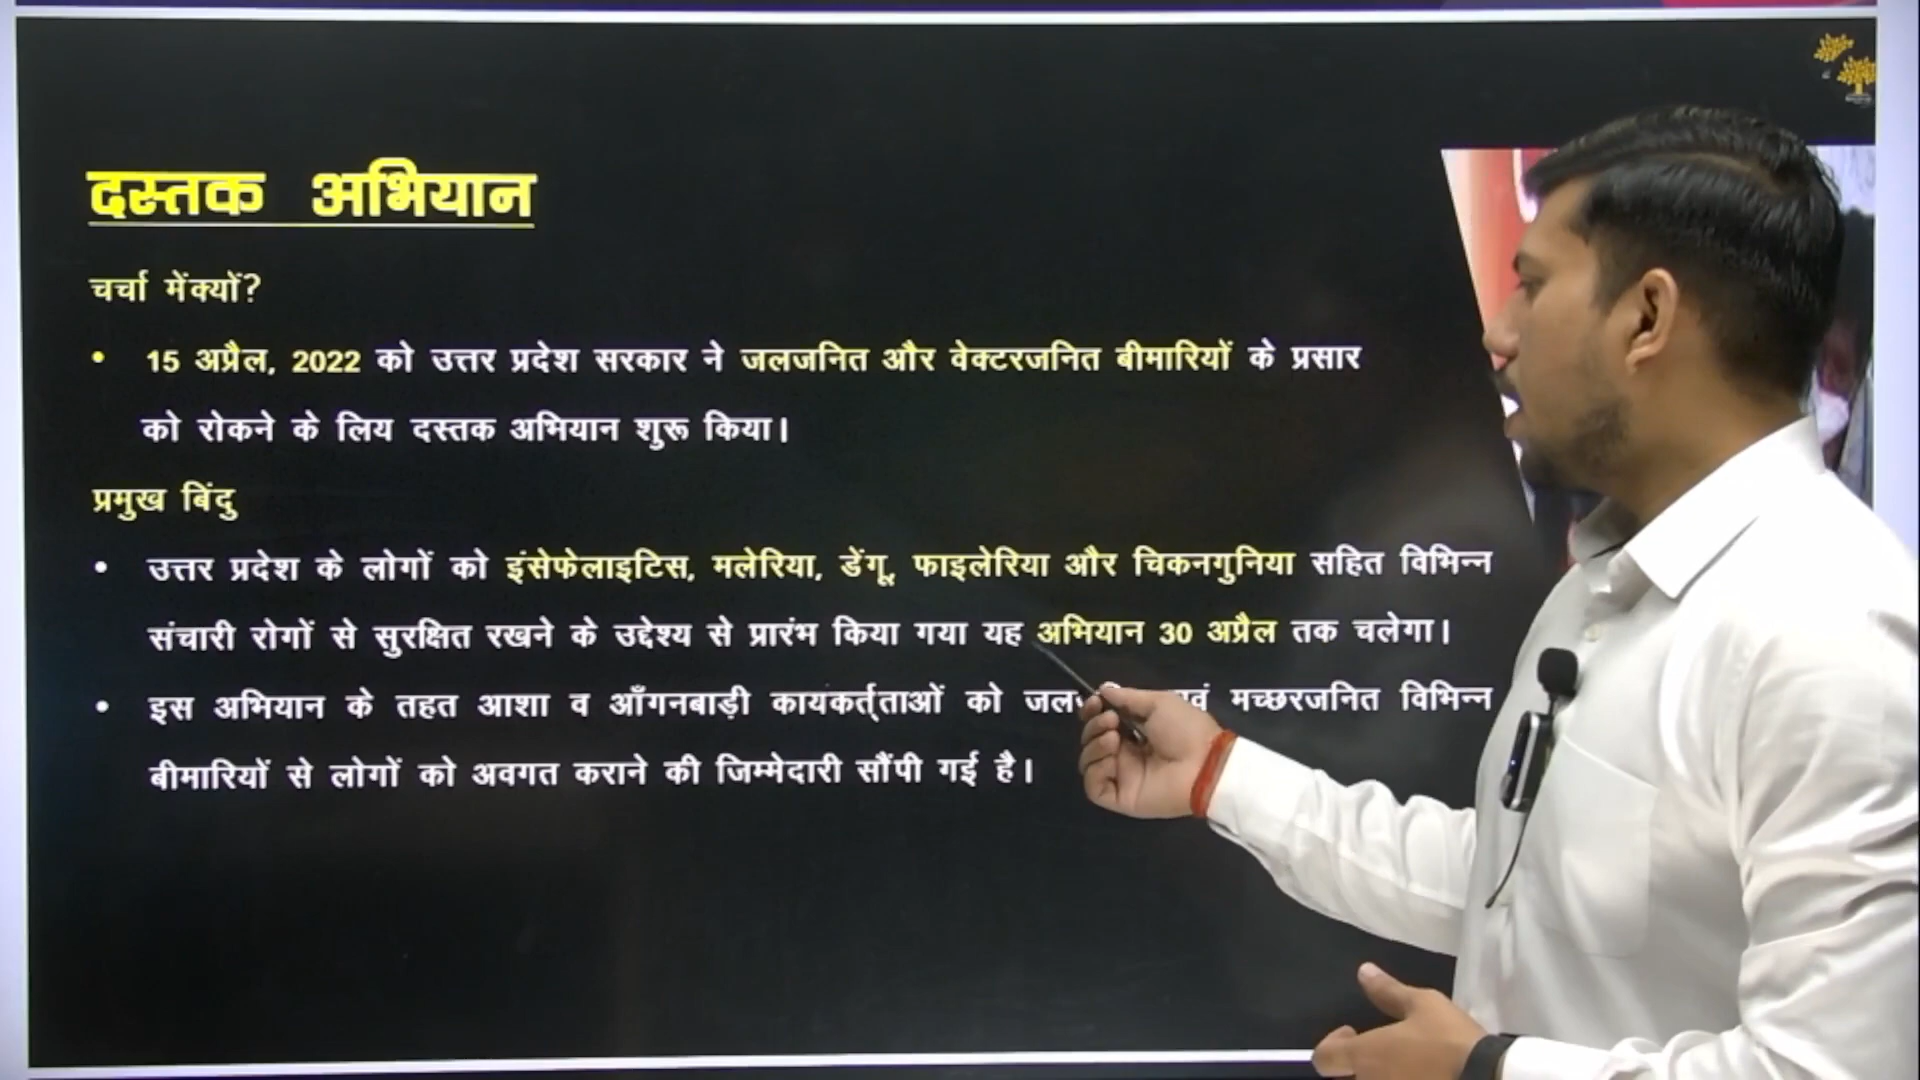 दस्तक अभियान
चर्चा मेंक्यों?
• 15 अप्रैल, 2022 को उत्तर प्रदेश सरकार ने जलजनित और वेक्टरजनित बीमारियों के प्रसार
को रोकने के लिय दस्तक अभियान शुरू किया।
प्रमुख बिंदु
• उत्तर प्रदेश के लोगों को इंसेफेलाइटिस, मलेरिया, डेंगू, फाइलेरिया और चिकनगुनिया सहित विभिन्न
संचारी रोगों से सुरक्षित रखने के उद्देश्य से प्रारंभ किया गया यह अभियान 30 अप्रैल तक चलेगा।
• इस अभियान के तहत आशा व आँगनबाड़ी कायकर्त्ताओं को मच्छरजनित विभिन्न
बीमारियों से लोगों को अवगत कराने की जिम्मेदारी सौंपी गई है।